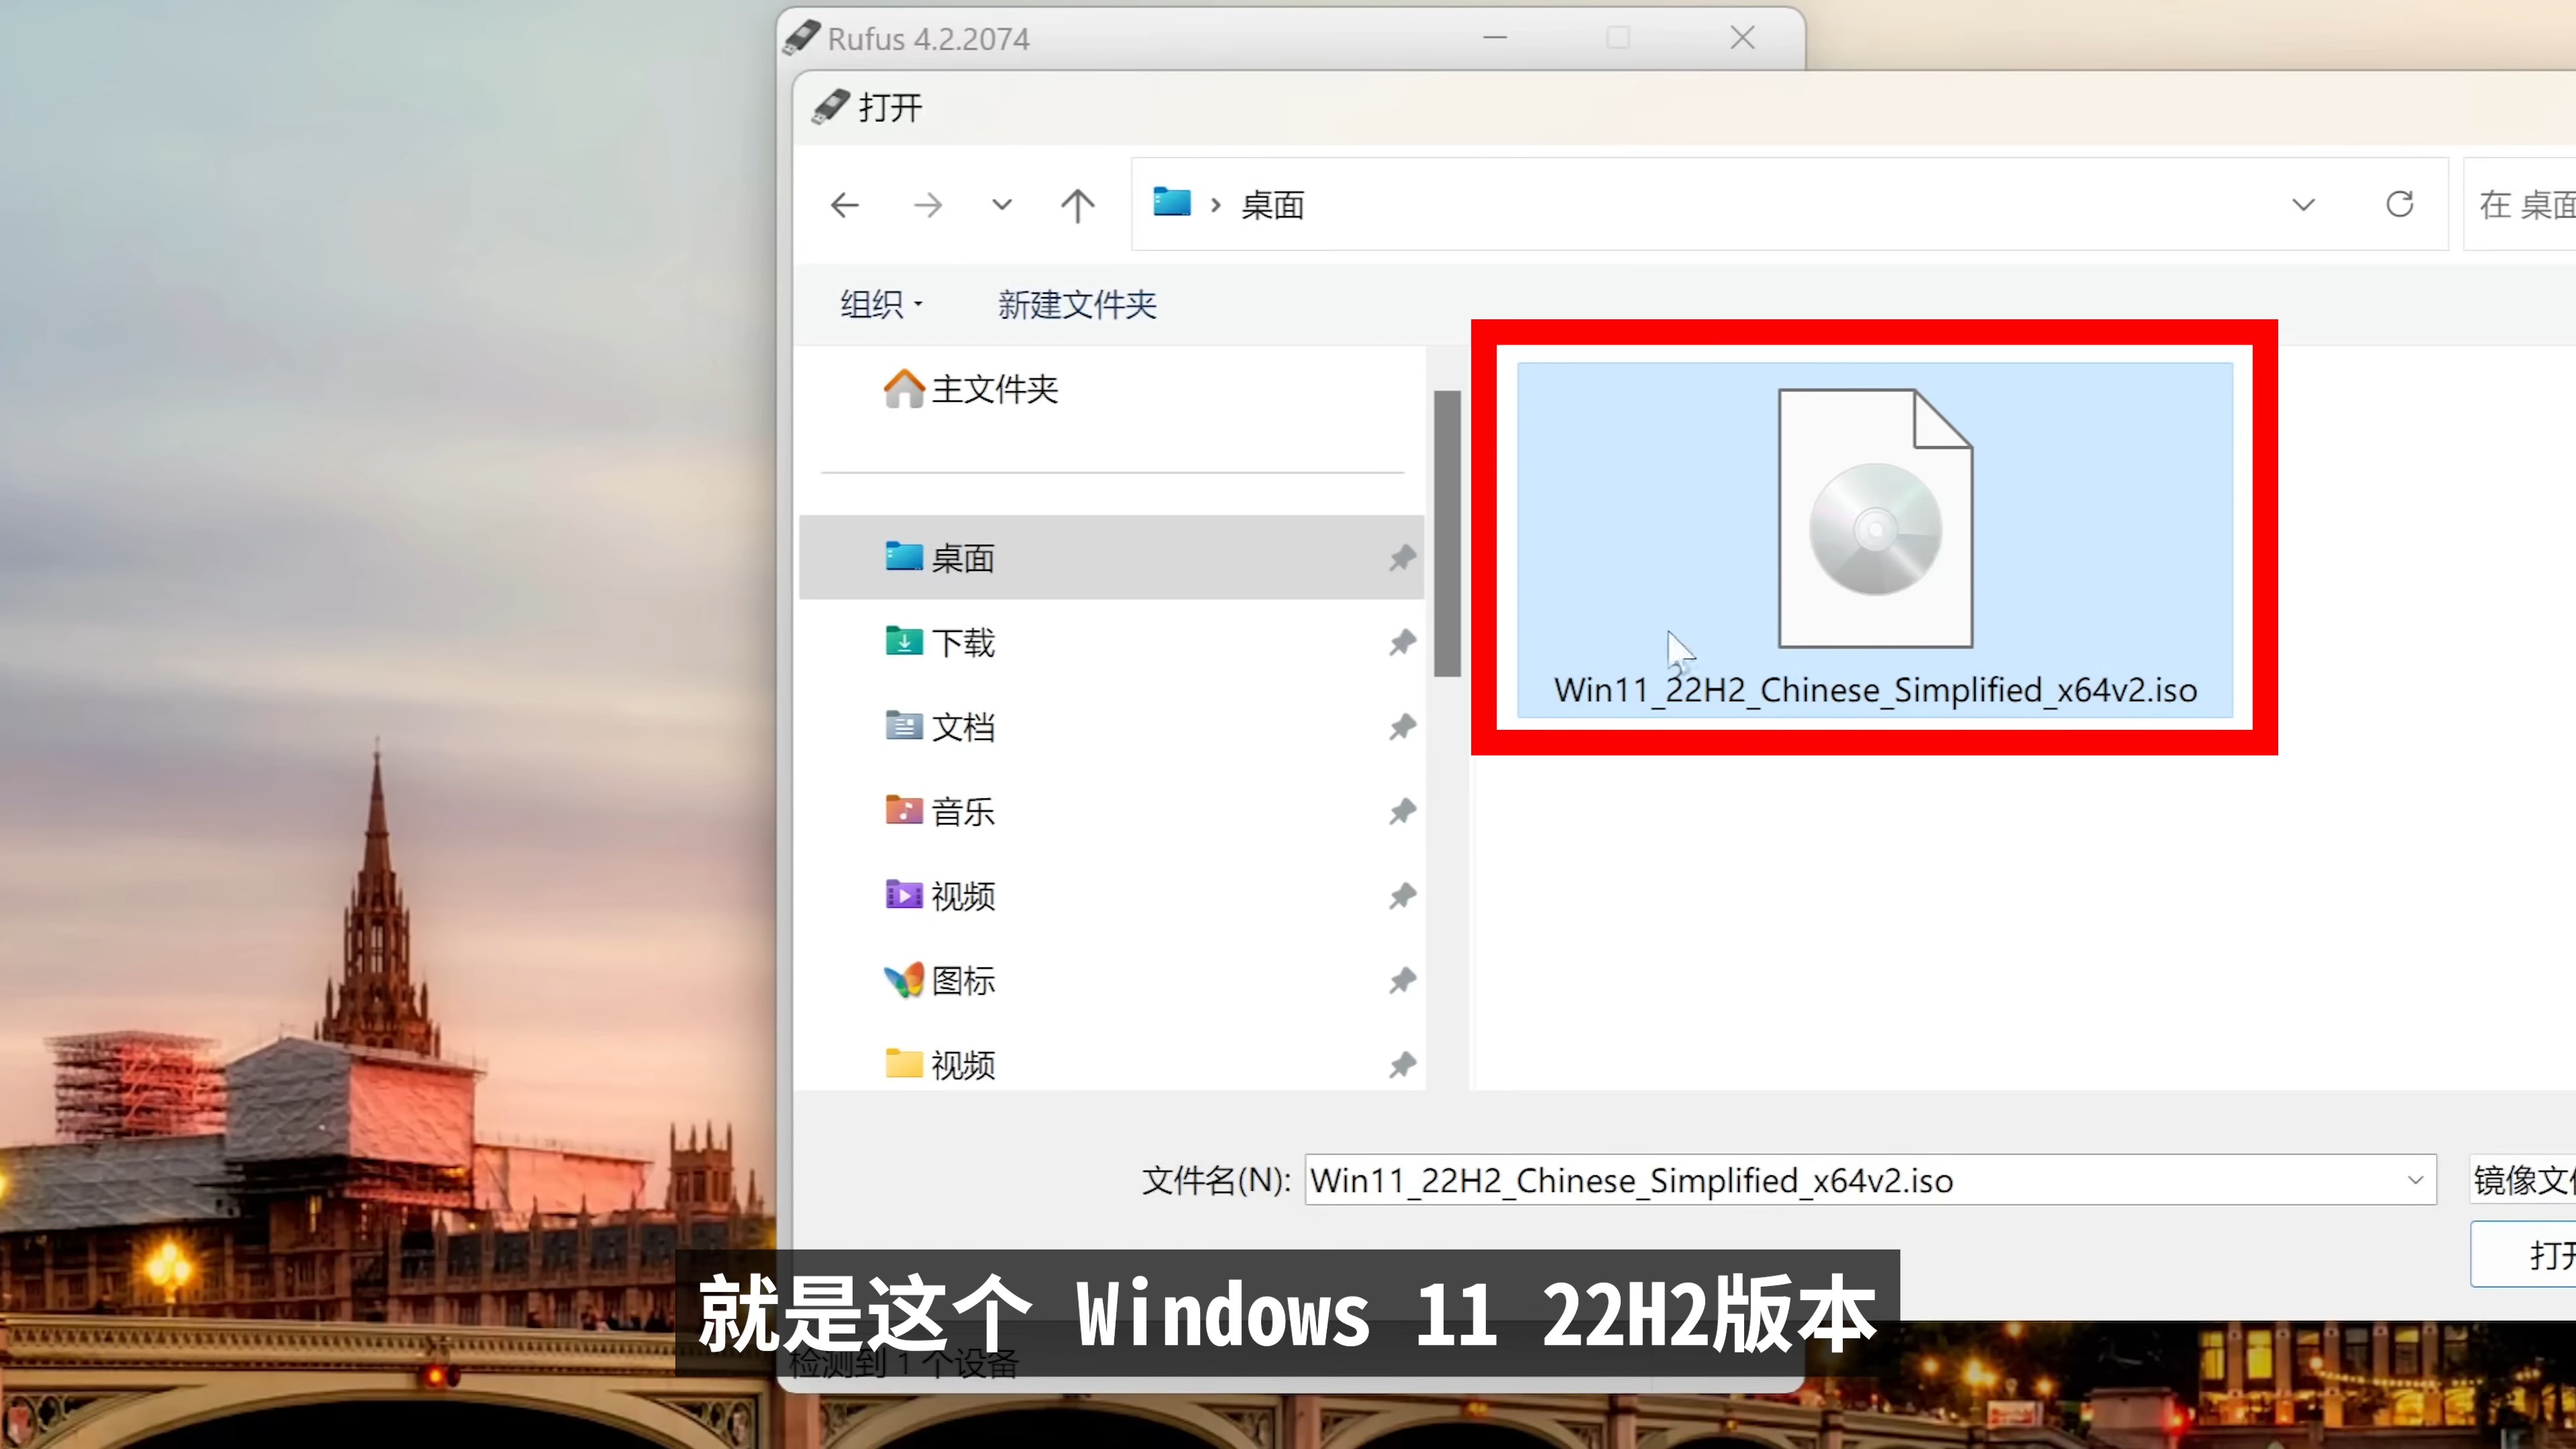 Rufus 4.2.2074
打开
桌面
在 桌面
组织
新建文件夹
主文件夹
桌面
下载
文档
音乐
视频
图标
视频
Win11_22H2_Chinese_Simplified_x64v2.iso
文件名(N):
Win11_22H2_Chinese_Simplified_x64v2.iso
镜像文件
打开
就是这个 Windows 11 22H2版本
检测到 1 个设备